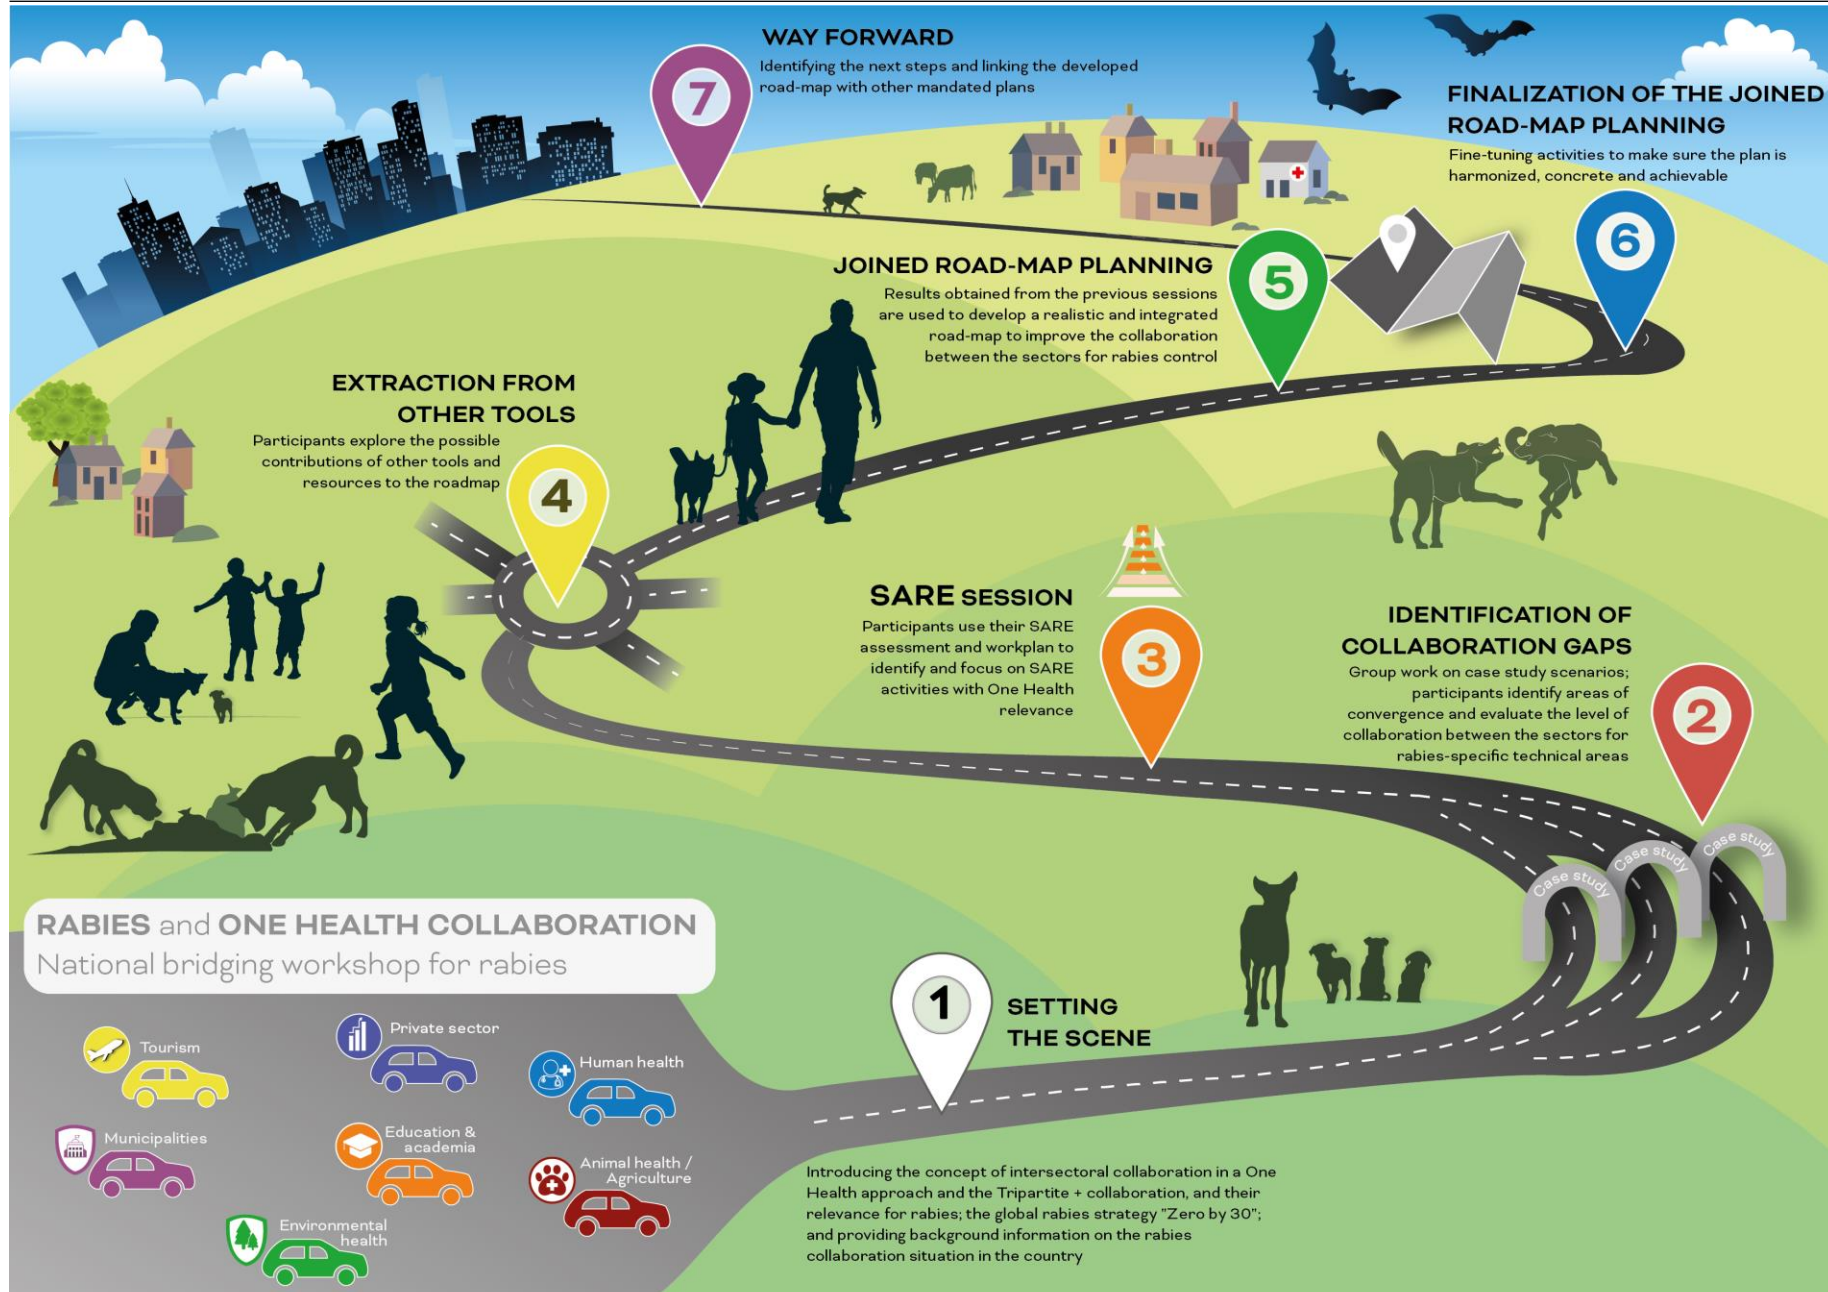 WAY FORWARD
Identifying the next steps and linking the developed
road-map with other mandated plans
7
FINALIZATION OF THE JOINED
ROAD-MAP PLANNING
Fine-tuning activities to make sure the plan is
harmonized, concrete and achievable
6
JOINED ROAD-MAP PLANNING
Results obtained from the previous sessions
are used to develop a realistic and integrated
road-map to improve the collaboration
between the sectors for rabies control
5
EXTRACTION FROM
OTHER TOOLS
Participants explore the possible
contributions of other tools and
resources to the roadmap
4
SARE SESSION
Participants use their SARE
assessment and workplan to
identify and focus on SARE
activities with One Health
relevance
3
IDENTIFICATION OF
COLLABORATION GAPS
Group work on case study scenarios;
participants identify areas of
convergence and evaluate the level of
collaboration between the sectors for
rabies-specific technical areas
2
Case study
Case study
Case study
RABIES and ONE HEALTH COLLABORATION
National bridging workshop for rabies
1
SETTING
THE SCENE
Introducing the concept of intersectoral collaboration in a One
Health approach and the Tripartite + collaboration, and their
relevance for rabies; the global rabies strategy "Zero by 30";
and providing background information on the rabies
collaboration situation in the country
Tourism
Private sector
Human health
Municipalities
Education &
academia
Animal health /
Agriculture
Environmental
health